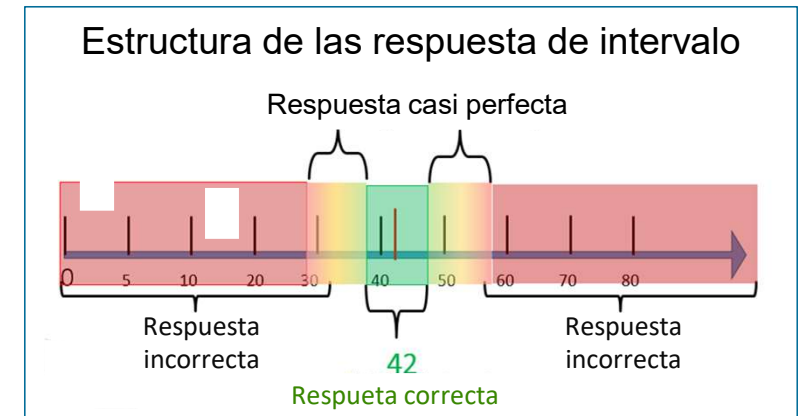 Estructura de las respuesta de intervalo
Respuesta casi perfecta
0 5 10 20 30 40 50 60 70 80
Respuesta
incorrecta
42
Respueta correcta
Respuesta
incorrecta